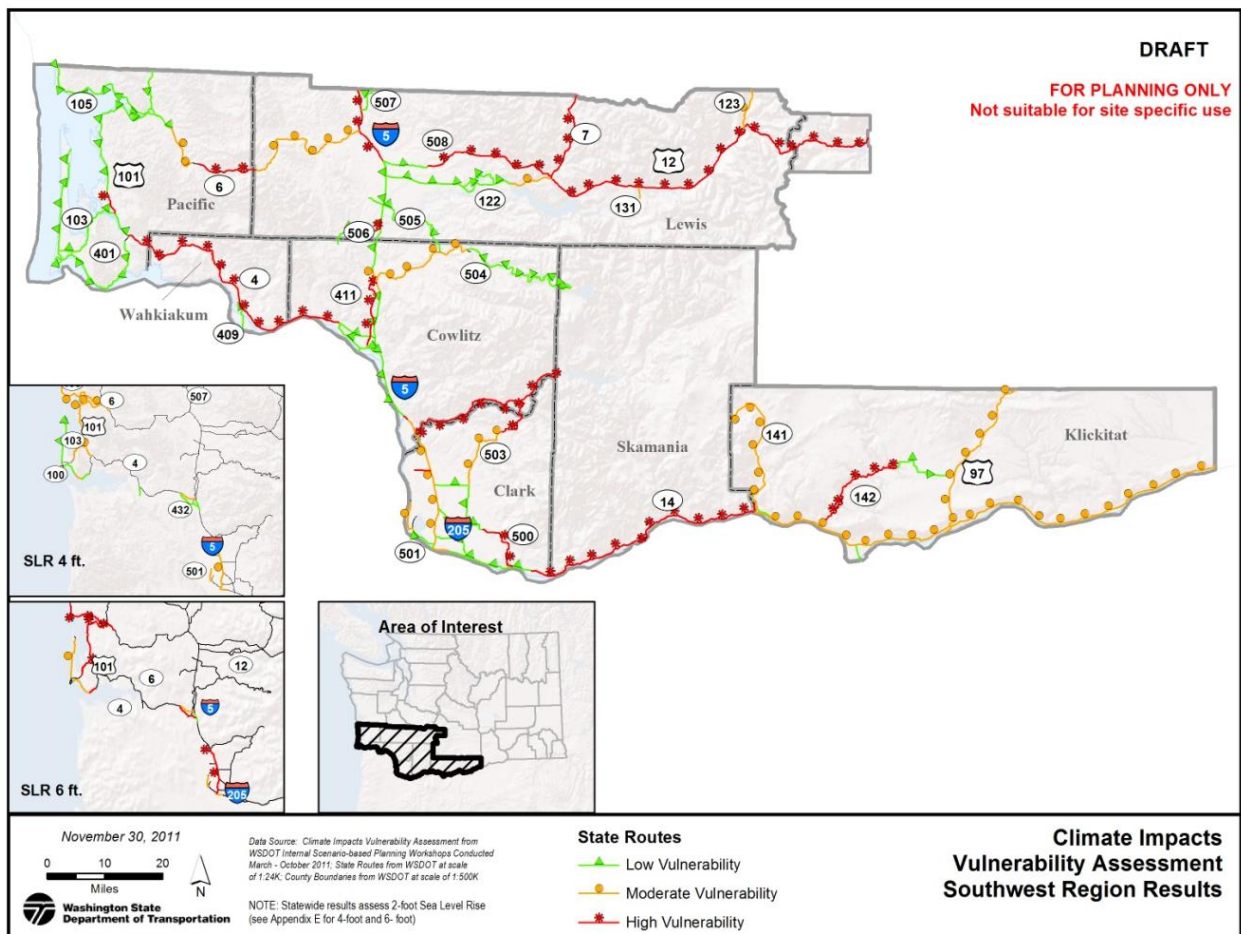 DRAFT
FOR PLANNING ONLY
Not suitable for site specific use
105
507
5
123
7
508
12
101
6
Pacific
122
131
Lewis
103
505
506
401
504
4
411
Wahkiakum
409
Cowlitz
5
Skamania
141
Klickitat
503
97
Clark
142
14
205
500
501
507
6
101
103
4
100
432
5
501
SLR 4 ft.
101
12
6
4
5
205
SLR 6 ft.
Area of Interest
November 30, 2011
0 10 20
Miles
N
Washington State
Department of Transportation
Data Source: Climate Impacts Vulnerability Assessment from
WSDOT Internal Scenario-based Planning Workshops Conducted
March - October 2011; State Routes from WSDOT at scale
of 1:24K; County Boundaries from WSDOT at scale of 1:500K
NOTE: Statewide results assess 2-foot Sea Level Rise
(see Appendix E for 4-foot and 6- foot)
State Routes
Low Vulnerability
Moderate Vulnerability
High Vulnerability
Climate Impacts
Vulnerability Assessment
Southwest Region Results